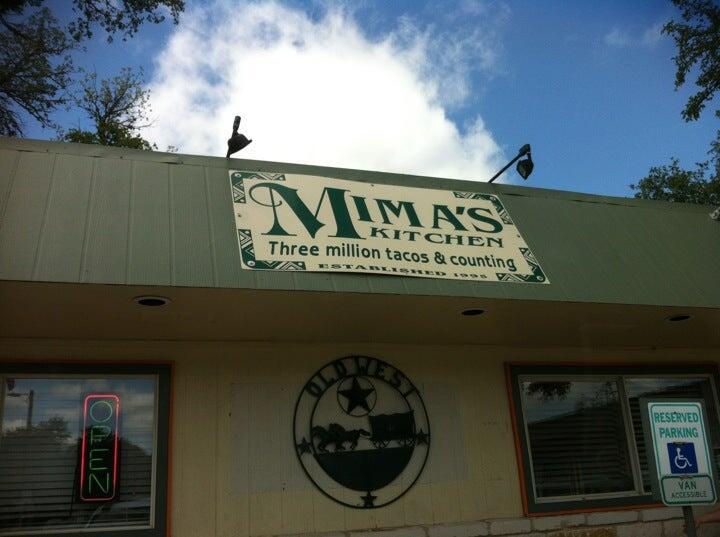 MIMA'S
KITCHEN
Three million tacos & counting
ESTABLISHED 1995
OLD WEST
OPEN
RESERVED
PARKING
VAN
ACCESSIBLE